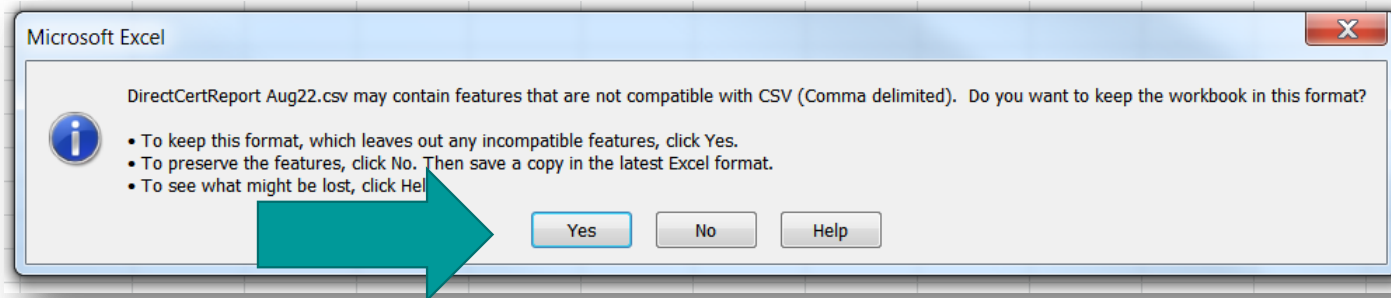 Microsoft Excel
DirectCertReport Aug22.csv may contain features that are not compatible with CSV (Comma delimited).  Do you want to keep the workbook in this format?
• To keep this format, which leaves out any incompatible features, click Yes.
• To preserve the features, click No. Then save a copy in the latest Excel format.
• To see what might be lost, click Hel
Yes
No
Help